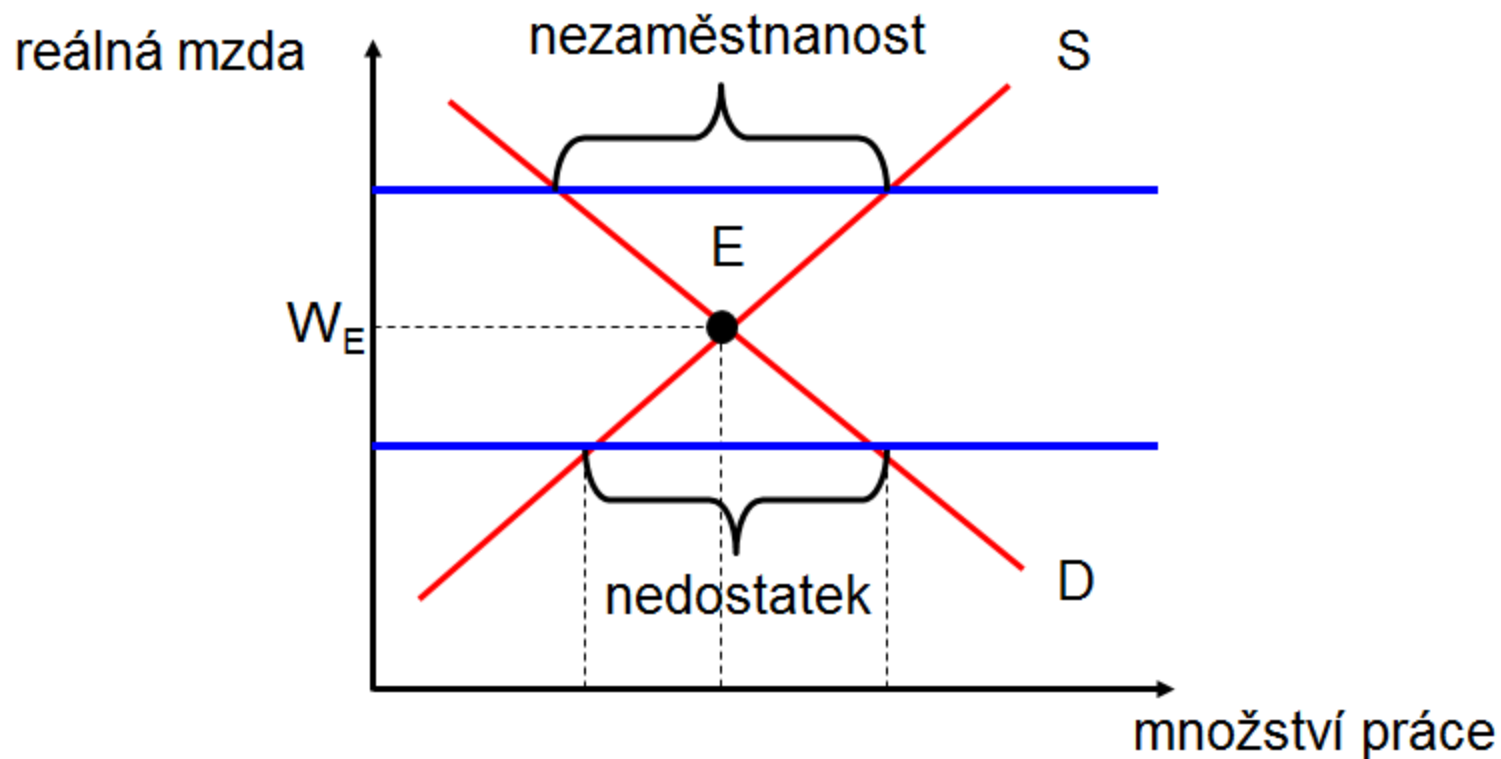 reálná mzda
nezaměstnanost
S
E
W_E
nedostatek
D
množství práce